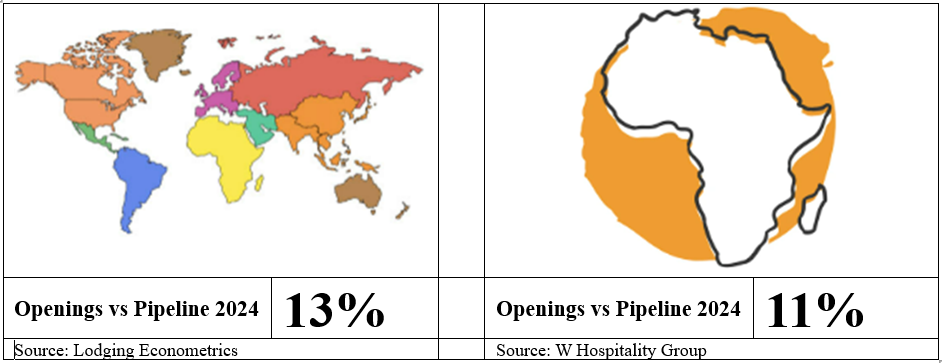 Openings vs Pipeline 2024
13%
Source: Lodging Econometrics
Openings vs Pipeline 2024
11%
Source: W Hospitality Group